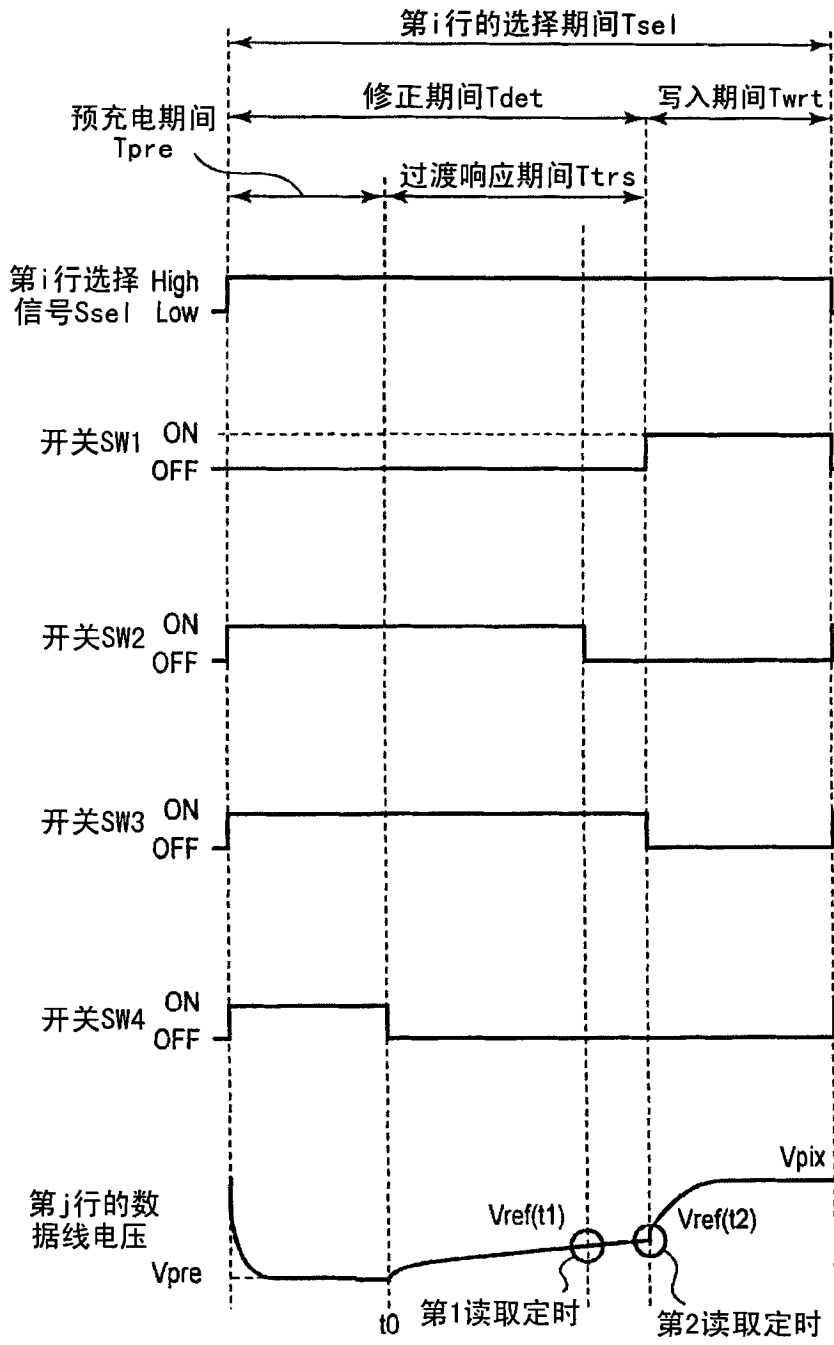 第i行的选择期间Tsel
修正期间Tdet
写入期间Twrt
预充电期间
Tpre
过渡响应期间Ttrs
第i行选择 High
信号Ssel Low
开关SW1 ON
OFF
开关SW2 ON
OFF
开关SW3 ON
OFF
开关SW4 ON
OFF
Vpix
第j行的数
据线电压
Vref(t1)
Vref(t2)
Vpre
t0
第1读取定时
第2读取定时